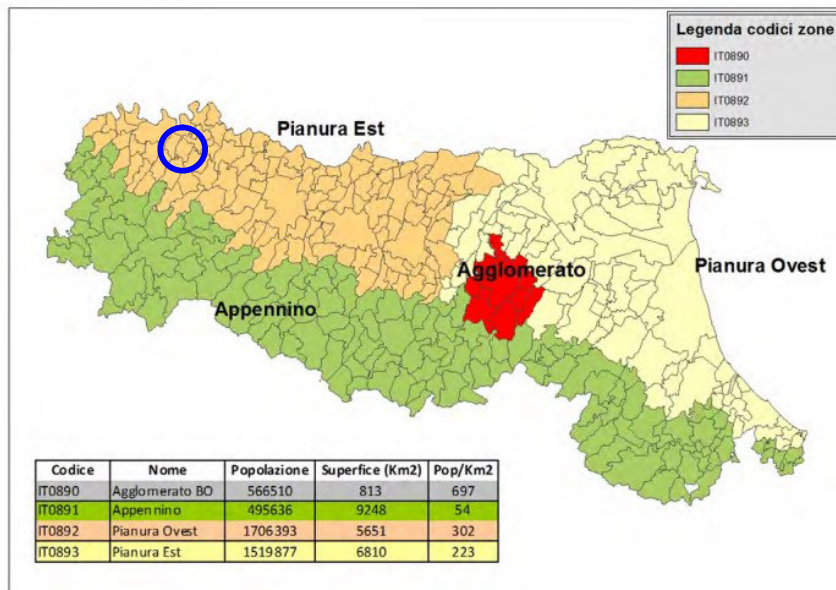 Legenda codici zone
IT0890
IT0891
IT0892
IT0893
Pianura Est
Agglomerato
Pianura Ovest
Appennino
Codice Nome Popolazione Superfice (Km2) Pop/Km2
IT0890 Agglomerato BO 566510 813 697
IT0891 Appennino 495636 9248 54
IT0892 Pianura Ovest 1706393 5651 302
IT0893 Pianura Est 1519877 6810 223